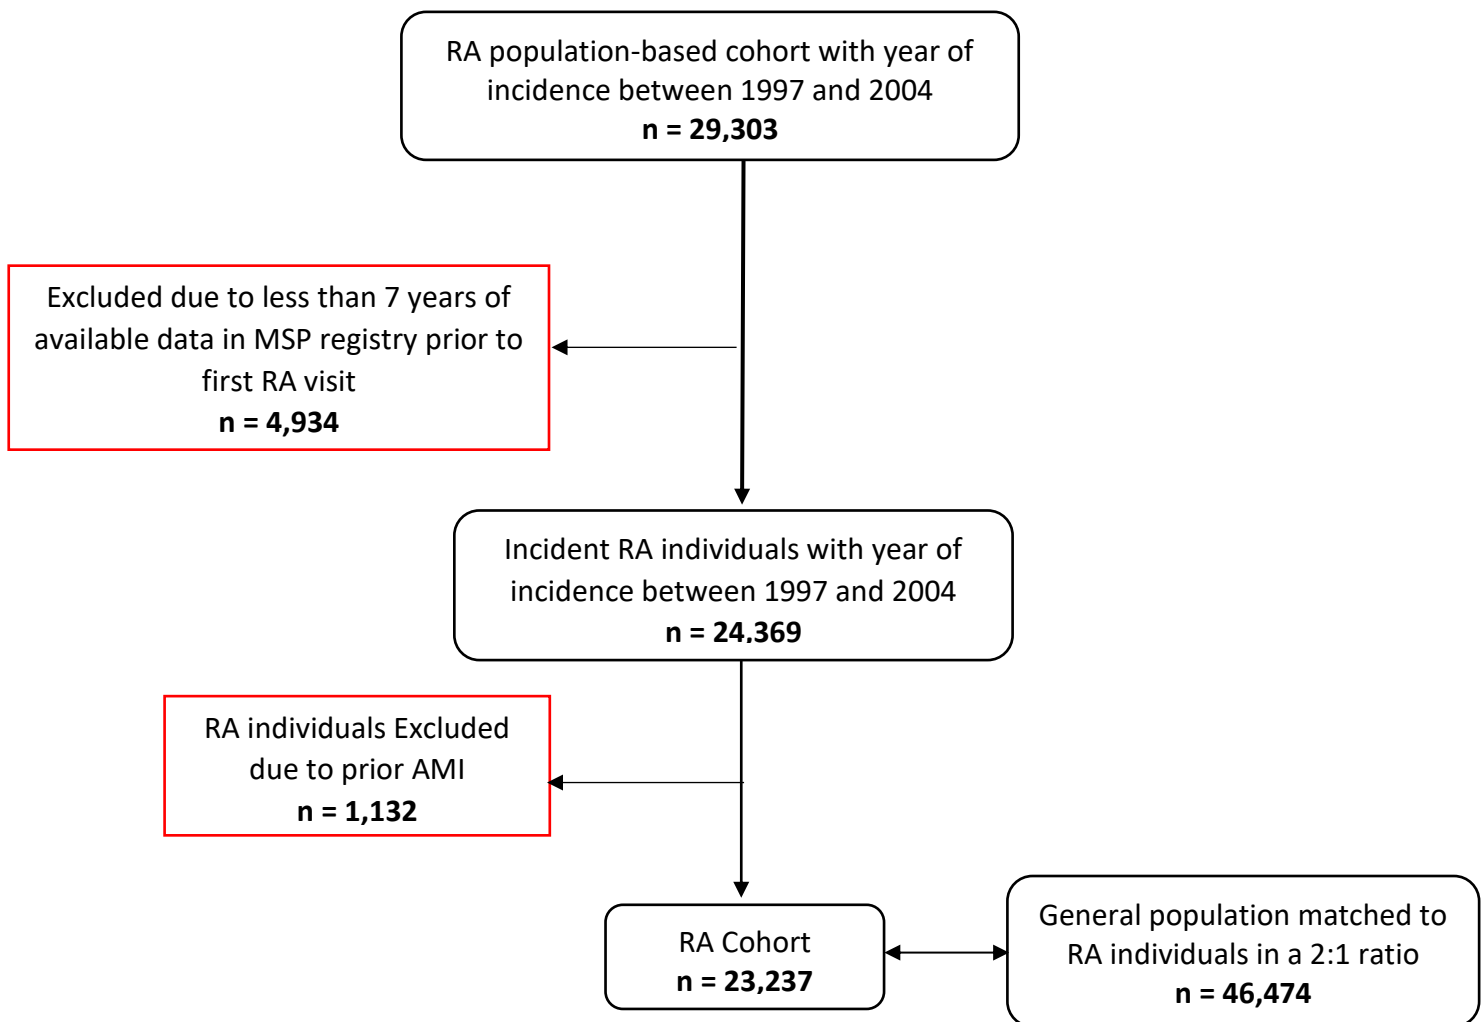 RA population-based cohort with year of
incidence between 1997 and 2004
n = 29,303
Excluded due to less than 7 years of
available data in MSP registry prior to
first RA visit
n = 4,934
Incident RA individuals with year of
incidence between 1997 and 2004
n = 24,369
RA individuals Excluded
due to prior AMI
n = 1,132
RA Cohort
n = 23,237
General population matched to
RA individuals in a 2:1 ratio
n = 46,474